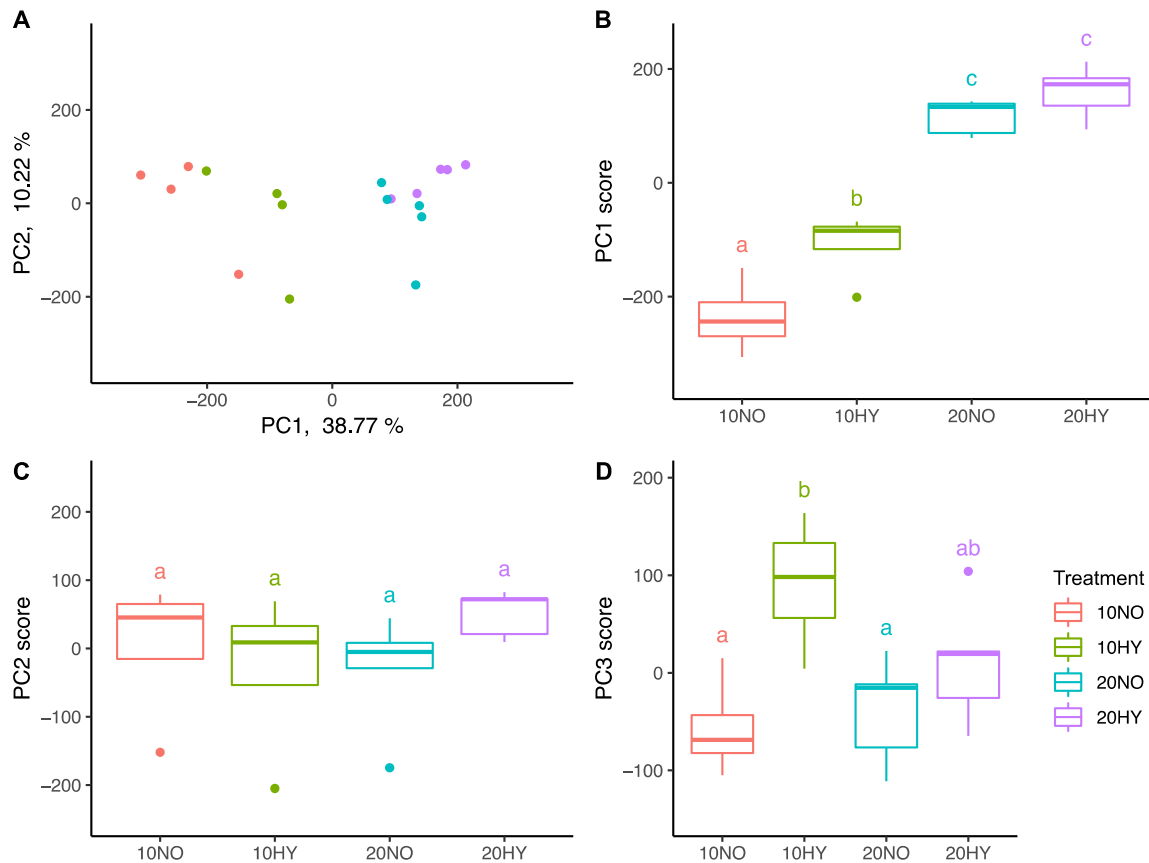 A
200
0
−200
PC2, 10.22 %
−200 0 200
PC1, 38.77 %
B
200
0
−200
PC1 score
a
b
c
c
10NO 10HY 20NO 20HY
C
200
100
0
−100
−200
PC2 score
a a a a
10NO 10HY 20NO 20HY
D
200
100
0
−100
PC3 score
a
b
a
ab
10NO 10HY 20NO 20HY
Treatment
10NO
10HY
20NO
20HY